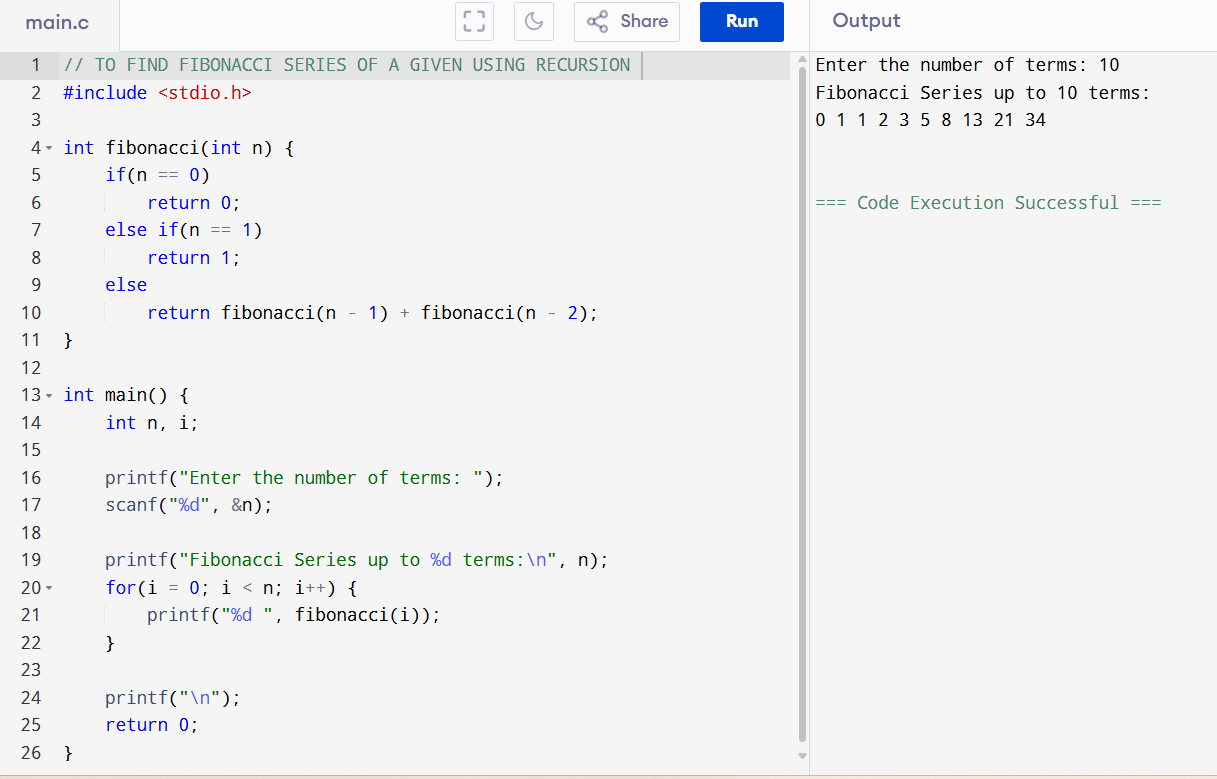 main.c
Share
Run
Output
1 // TO FIND FIBONACCI SERIES OF A GIVEN USING RECURSION
2 #include <stdio.h>
3
4 int fibonacci(int n) {
5     if(n == 0)
6         return 0;
7     else if(n == 1)
8         return 1;
9     else
10         return fibonacci(n - 1) + fibonacci(n - 2);
11 }
12
13 int main() {
14     int n, i;
15
16     printf("Enter the number of terms: ");
17     scanf("%d", &n);
18
19     printf("Fibonacci Series up to %d terms:\n", n);
20     for(i = 0; i < n; i++) {
21         printf("%d ", fibonacci(i));
22     }
23
24     printf("\n");
25     return 0;
26 }
Enter the number of terms: 10
Fibonacci Series up to 10 terms:
0 1 1 2 3 5 8 13 21 34
=== Code Execution Successful ===